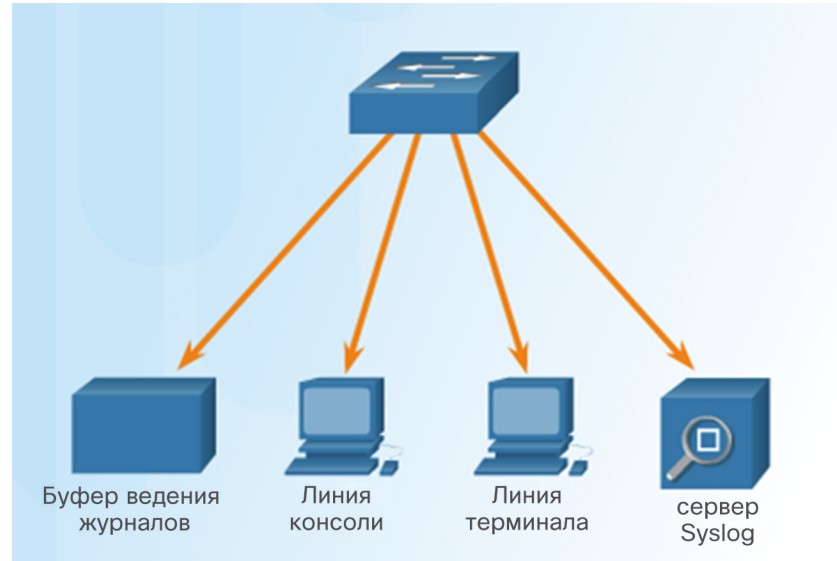 Буфер ведения
журналов
Линия
консоли
Линия
терминала
сервер
Syslog